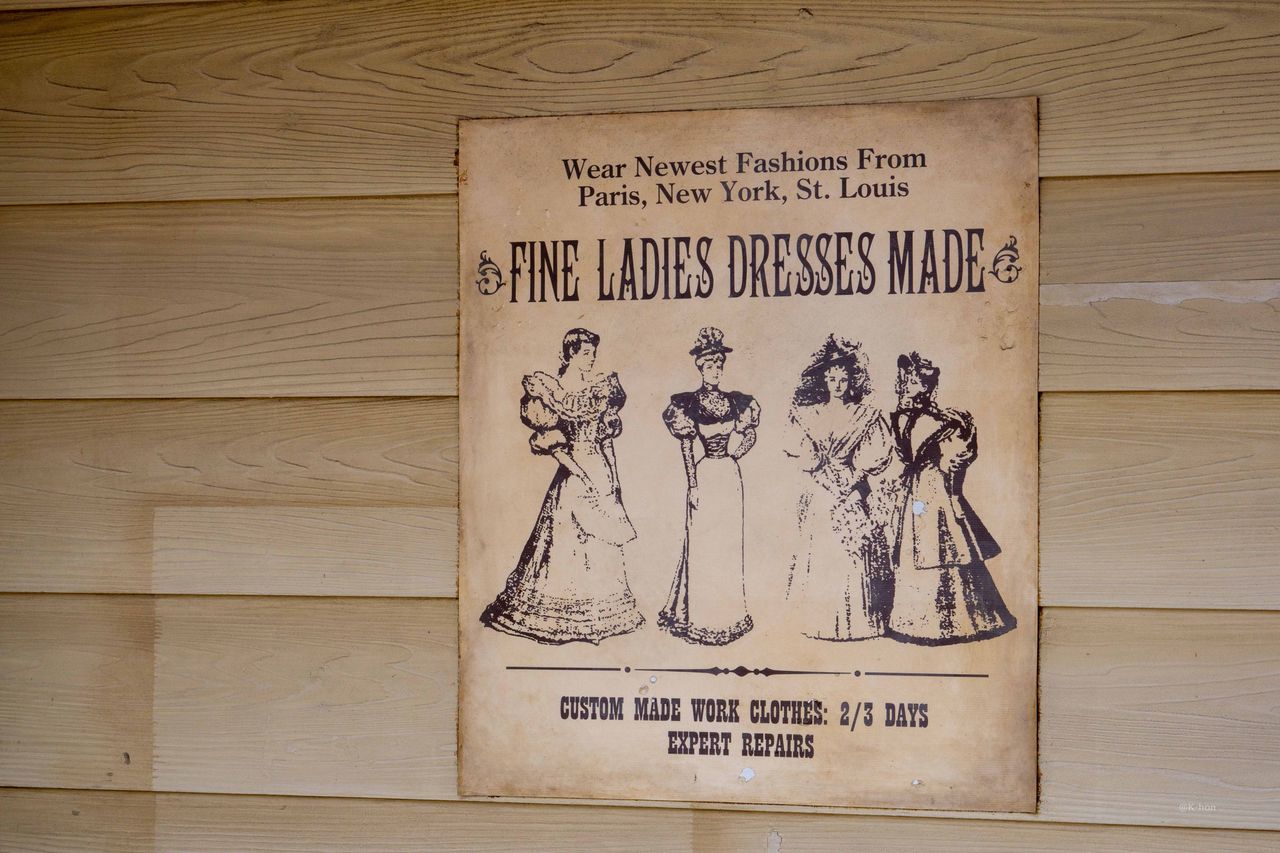 Wear Newest Fashions From
Paris, New York, St. Louis
FINE LADIES DRESSES MADE
CUSTOM MADE WORK CLOTHES: 2/3 DAYS
EXPERT REPAIRS
@K-hon